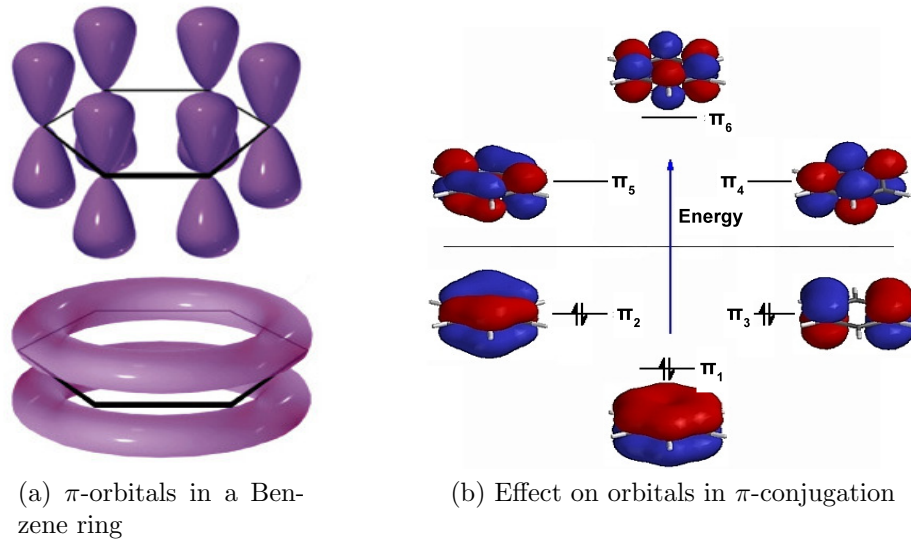 π₆
π₅
π₄
Energy
π₂
π₃
π₁
(a) π-orbitals in a Ben-
zene ring
(b) Effect on orbitals in π-conjugation